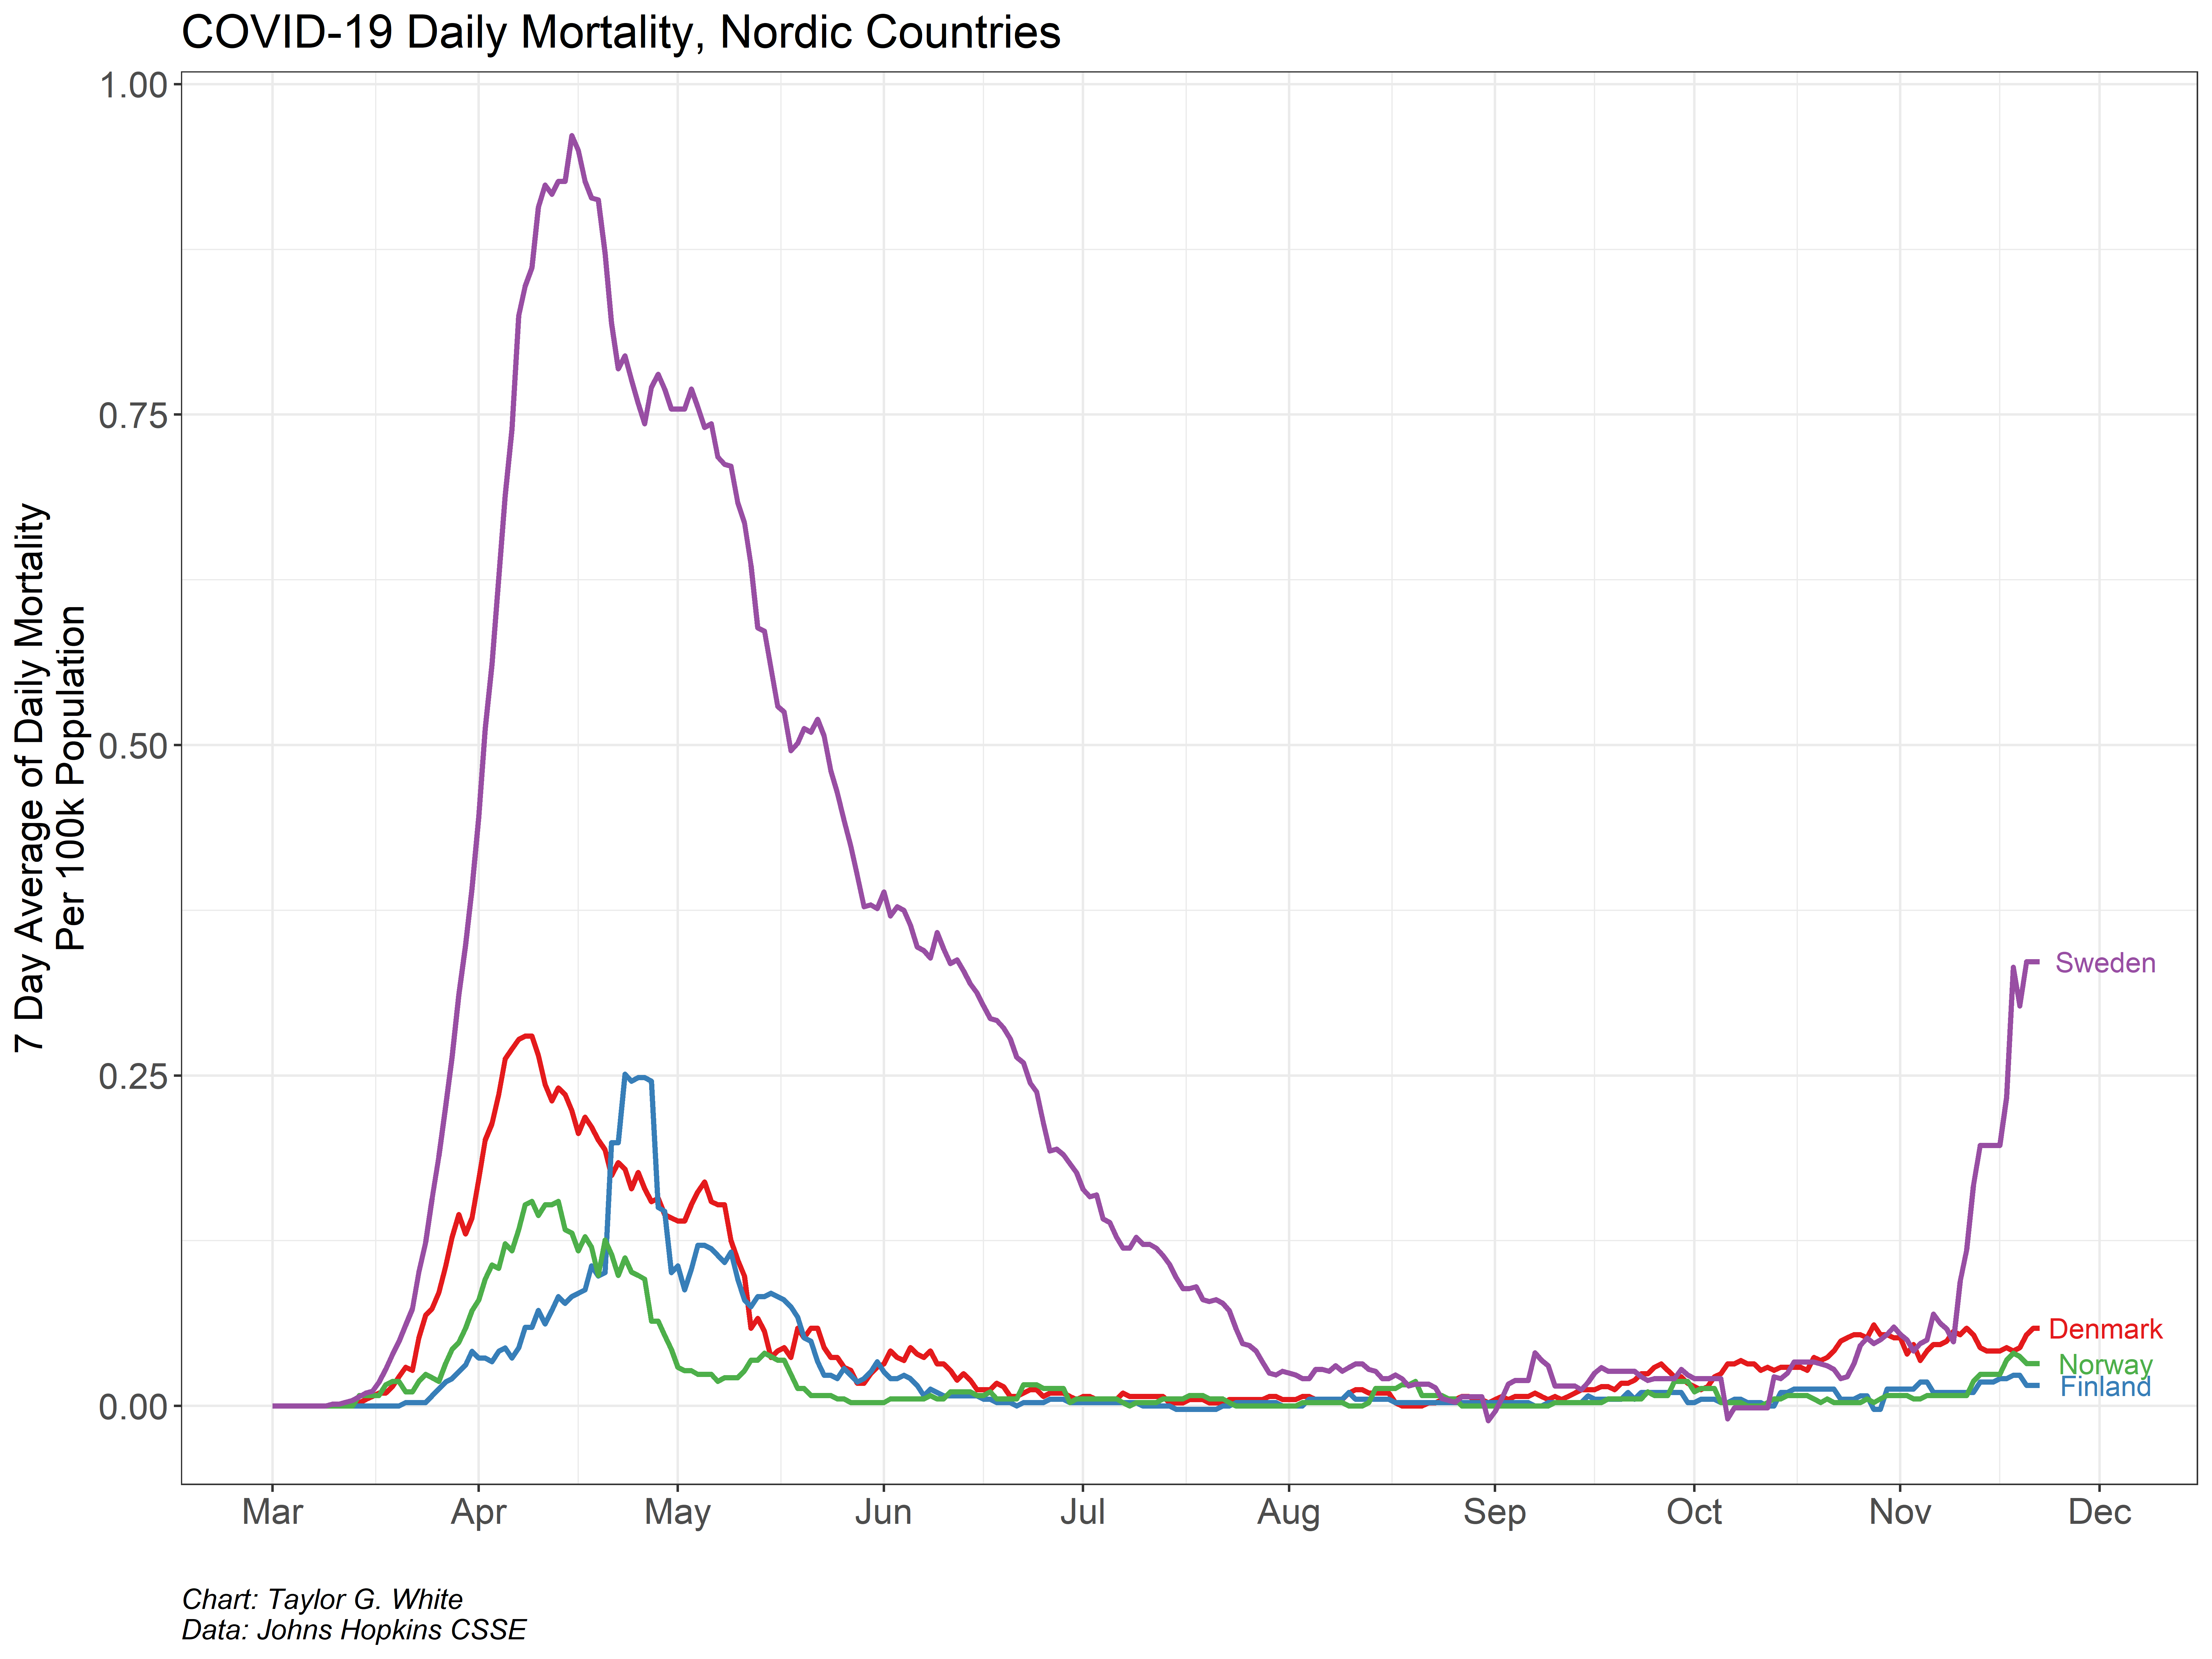 COVID-19 Daily Mortality, Nordic Countries
7 Day Average of Daily Mortality
Per 100k Population
1.00
0.75
0.50
0.25
0.00
Sweden
Denmark
Norway
Finland
Mar Apr May Jun Jul Aug Sep Oct Nov Dec
Chart: Taylor G. White
Data: Johns Hopkins CSSE